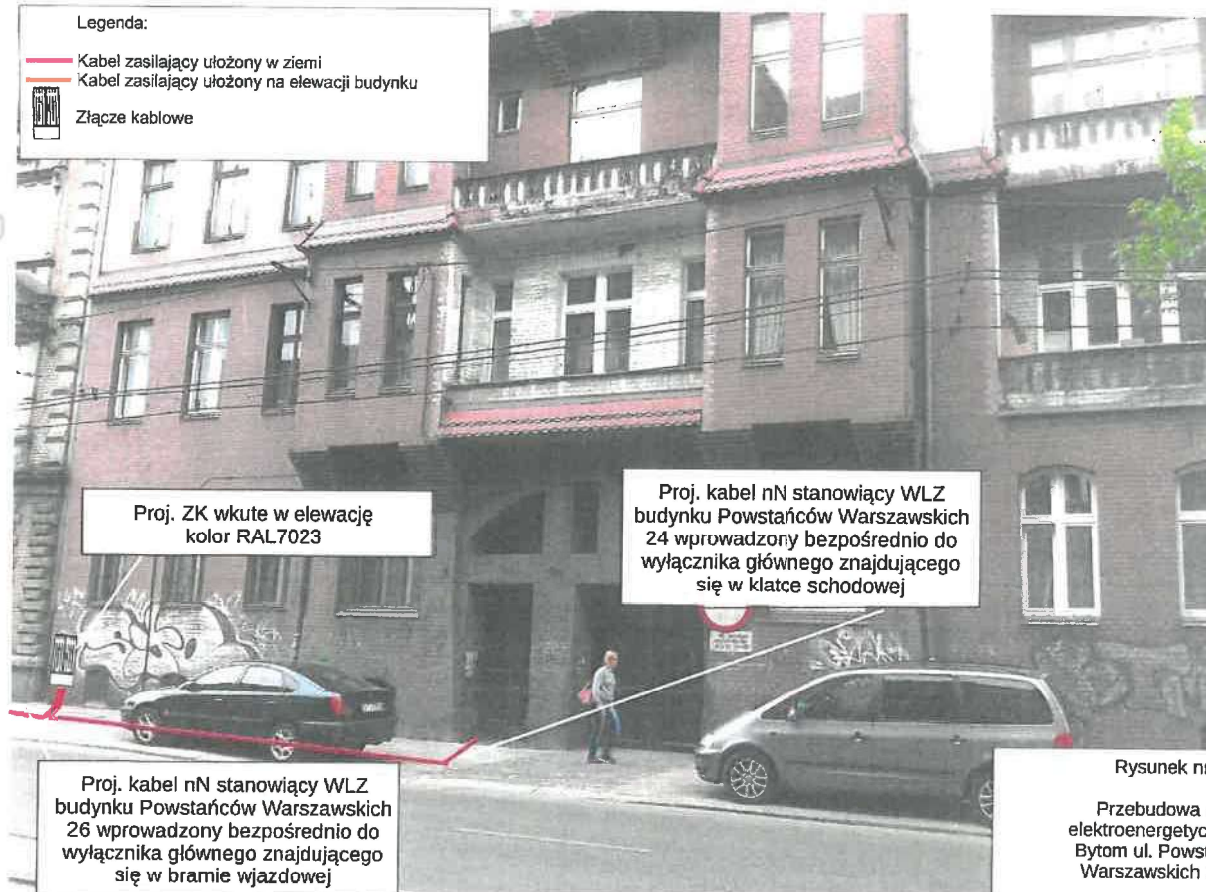 Legenda:
Kabel zasilający ułożony w ziemi
Kabel zasilający ułożony na elewacji budynku
Złącze kablowe
Proj. ZK wkute w elewację
kolor RAL7023
Proj. kabel nN stanowiący WLZ
budynku Powstańców Warszawskich
24 wprowadzony bezpośrednio do
wyłącznika głównego znajdującego
się w klatce schodowej
Proj. kabel nN stanowiący WLZ
budynku Powstańców Warszawskich
26 wprowadzony bezpośrednio do
wyłącznika głównego znajdującego
się w bramie wjazdowej
Rysunek n
Przebudowa
elektroenergetyc
Bytom ul. Powst
Warszawskich